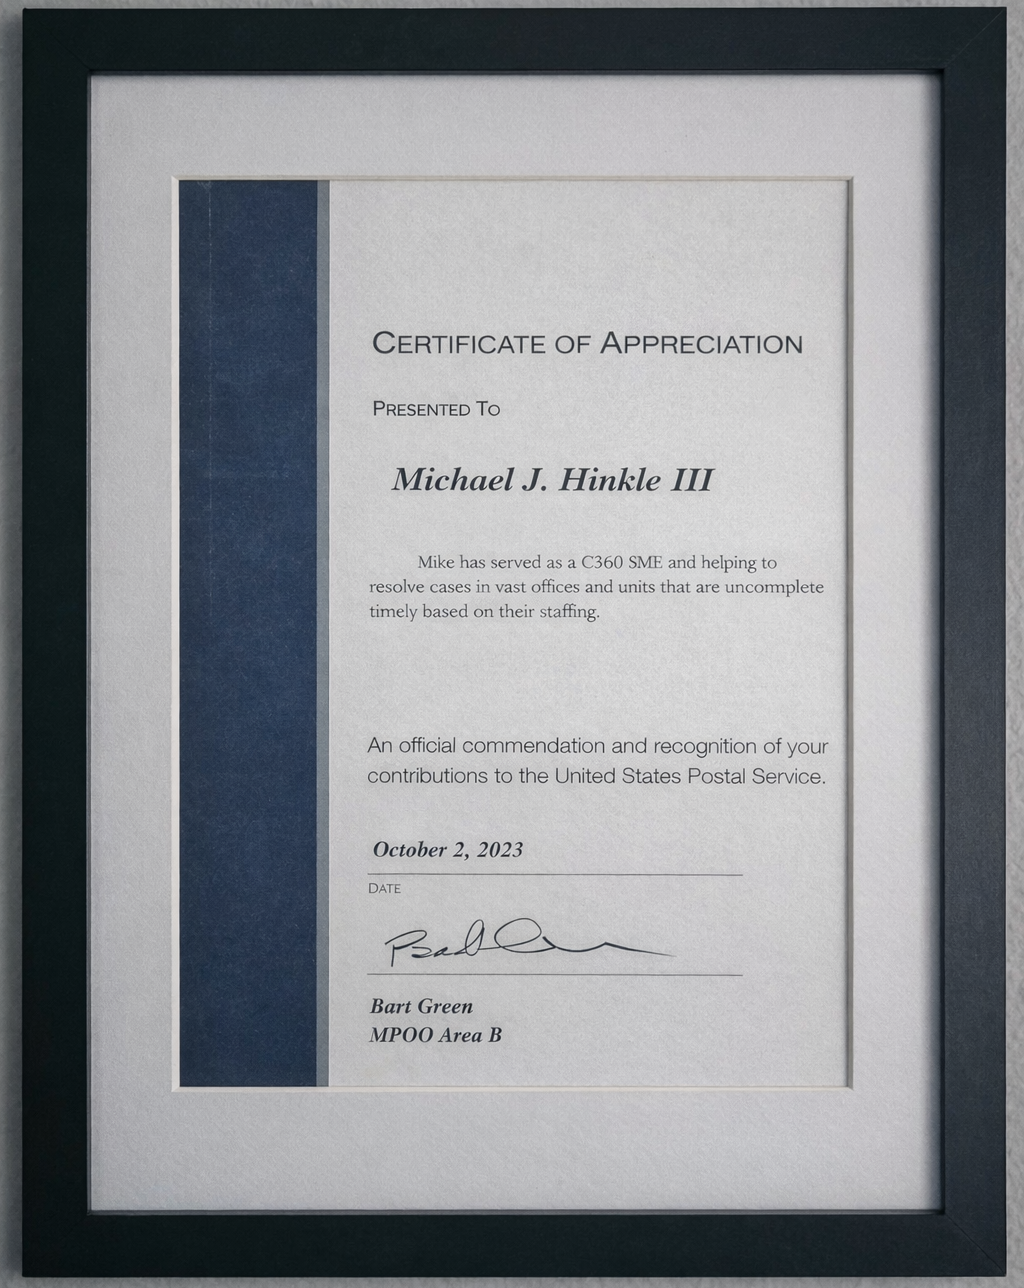 Certificate of Appreciation
Presented To
Michael J. Hinkle III
Mike has served as a C360 SME and helping to
resolve cases in vast offices and units that are uncomplete
timely based on their staffing.
An official commendation and recognition of your
contributions to the United States Postal Service.
October 2, 2023
Date
Bart Green
MPOO Area B